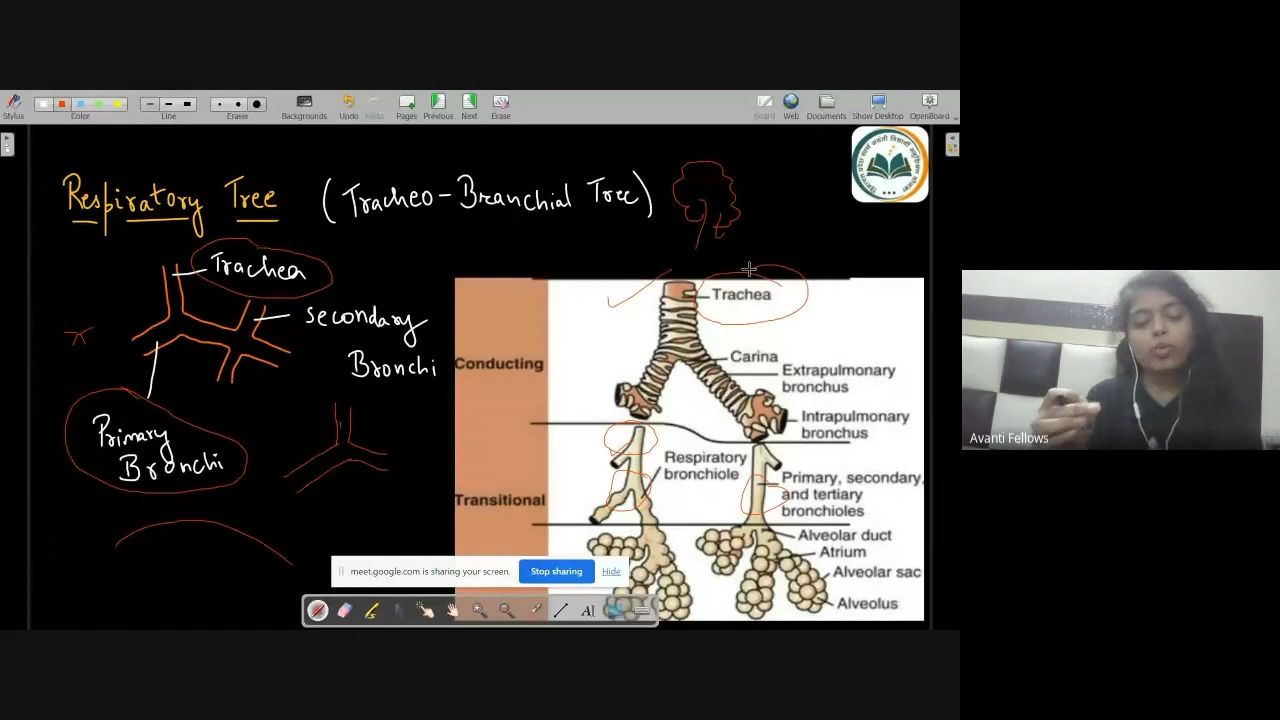 Stylus
Color
Line
Eraser
Backgrounds
Undo
Redo
Pages
Previous
Next
Erase
Board
Web
Documents
Show Desktop
OpenBoard
Respiratory Tree (Tracheo-Branchial Tree)
Trachea
Secondary
Bronchi
Primary
Bronchi
Conducting
Transitional
Trachea
Carina
Extrapulmonary
bronchus
Intrapulmonary
bronchus
Respiratory
bronchiole
Primary, secondary,
and tertiary
bronchioles
Alveolar duct
Atrium
Alveolar sac
Alveolus
meet.google.com is sharing your screen.
Stop sharing
Hide
Avanti Fellows